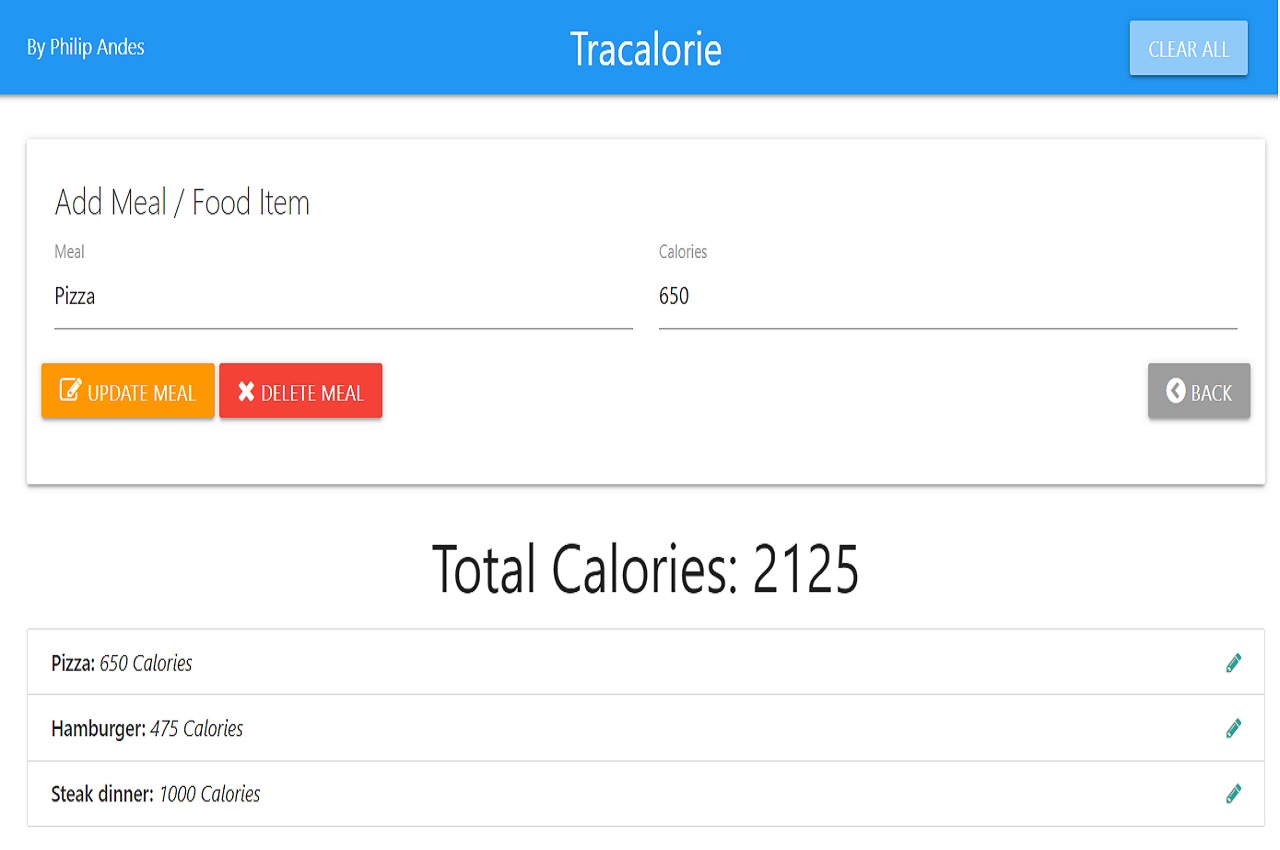 By Philip Andes
Tracalorie
CLEAR ALL
Add Meal / Food Item
Meal
Calories
Pizza
650
UPDATE MEAL
DELETE MEAL
BACK
Total Calories: 2125
Pizza: 650 Calories
Hamburger: 475 Calories
Steak dinner: 1000 Calories